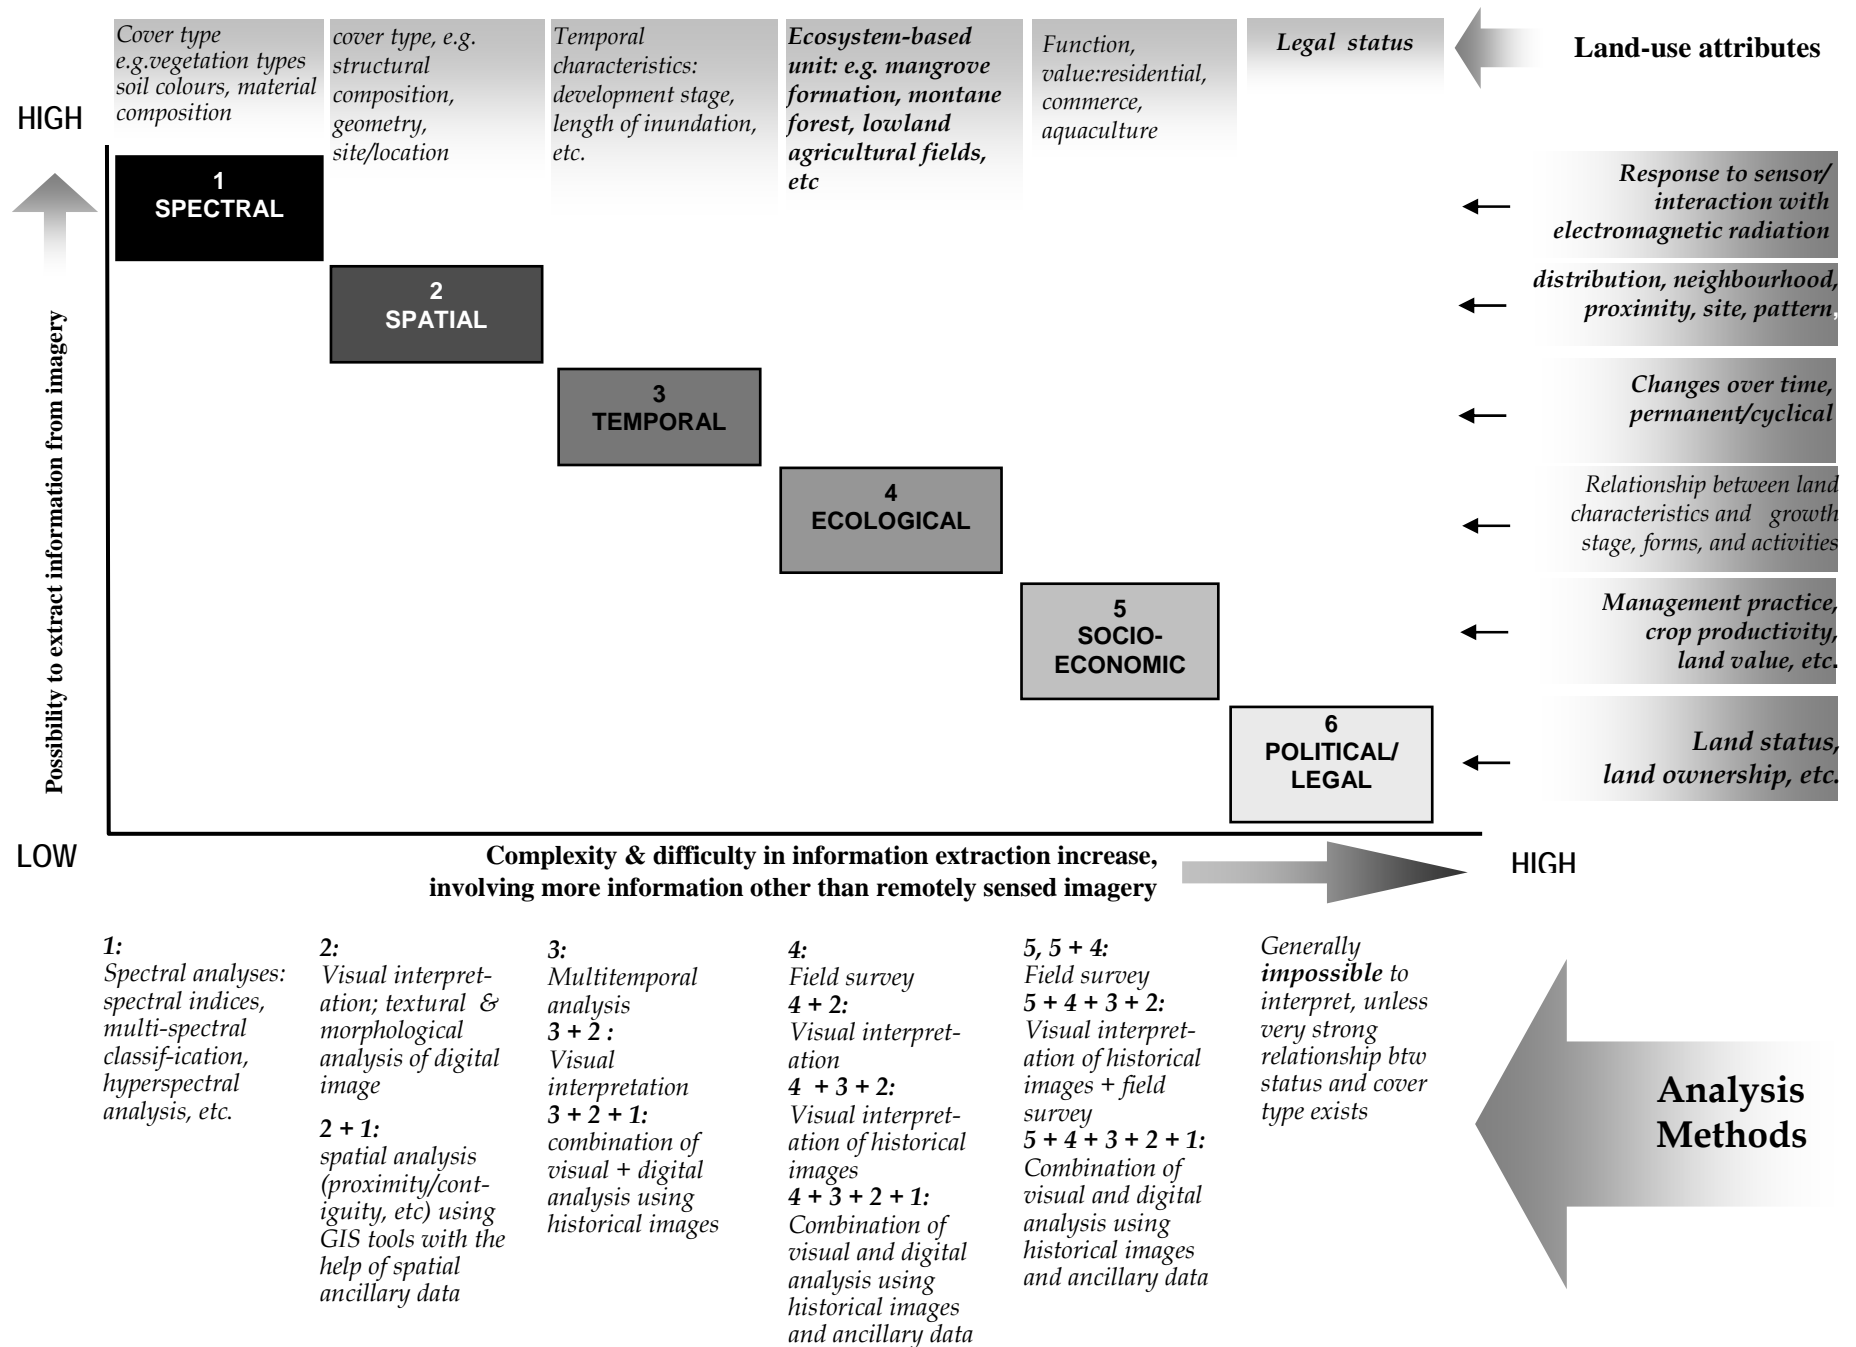 Cover type
e.g.vegetation types
soil colours, material
composition
cover type, e.g.
structural
composition,
geometry,
site/location
Temporal
characteristics:
development stage,
length of inundation,
etc.
Ecosystem-based
unit: e.g. mangrove
formation, montane
forest, lowland
agricultural fields,
etc
Function,
value:residential,
commerce,
aquaculture
Legal status
Land-use attributes
HIGH
Possibility to extract information from imagery
LOW
1
SPECTRAL
2
SPATIAL
3
TEMPORAL
4
ECOLOGICAL
5
SOCIO-
ECONOMIC
6
POLITICAL/
LEGAL
Response to sensor/
interaction with
electromagnetic radiation
distribution, neighbourhood,
proximity, site, pattern,
Changes over time,
permanent/cyclical
Relationship between land
characteristics and growth
stage, forms, and activities
Management practice,
crop productivity,
land value, etc.
Land status,
land ownership, etc.
Complexity & difficulty in information extraction increase,
involving more information other than remotely sensed imagery
HIGH
1:
Spectral analyses:
spectral indices,
multi-spectral
classif-ication,
hyperspectral
analysis, etc.
2:
Visual interpret-
ation; textural &
morphological
analysis of digital
image
2 + 1:
spatial analysis
(proximity/cont-
iguity, etc) using
GIS tools with the
help of spatial
ancillary data
3:
Multitemporal
analysis
3 + 2 :
Visual
interpretation
3 + 2 + 1:
combination of
visual + digital
analysis using
historical images
4:
Field survey
4 + 2:
Visual interpret-
ation
4 + 3 + 2:
Visual interpret-
ation of historical
images
4 + 3 + 2 + 1:
Combination of
visual and digital
analysis using
historical images
and ancillary data
5, 5 + 4:
Field survey
5 + 4 + 3 + 2:
Visual interpret-
ation of historical
images + field
survey
5 + 4 + 3 + 2 + 1:
Combination of
visual and digital
analysis using
historical images
and ancillary data
Generally
impossible to
interpret, unless
very strong
relationship btw
status and cover
type exists
Analysis
Methods